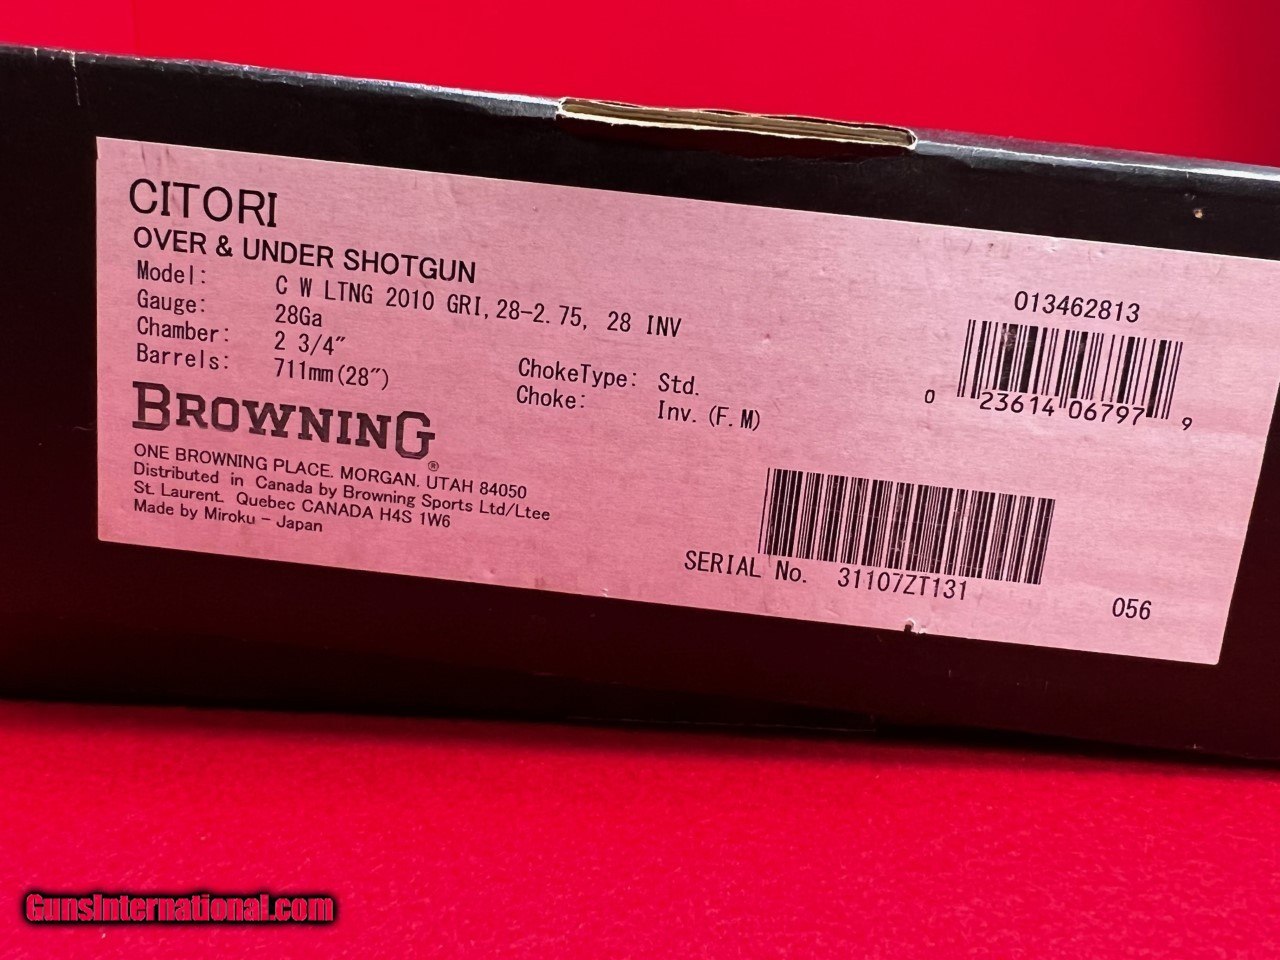 CITORI
OVER & UNDER SHOTGUN
Model: C W LTNG 2010 GRI, 28-2.75, 28 INV
Gauge: 28Ga
Chamber: 2 3/4"
Barrels: 711mm(28")
ChokeType: Std.
Choke: Inv. (F.M)
BROWNING®
ONE BROWNING PLACE. MORGAN. UTAH 84050
Distributed in Canada by Browning Sports Ltd/Ltee
St. Laurent. Quebec CANADA H4S 1W6
Made by Miroku - Japan
013462813
0 23614 06797 9
SERIAL No. 31107ZT131
056
GunsInternational.com